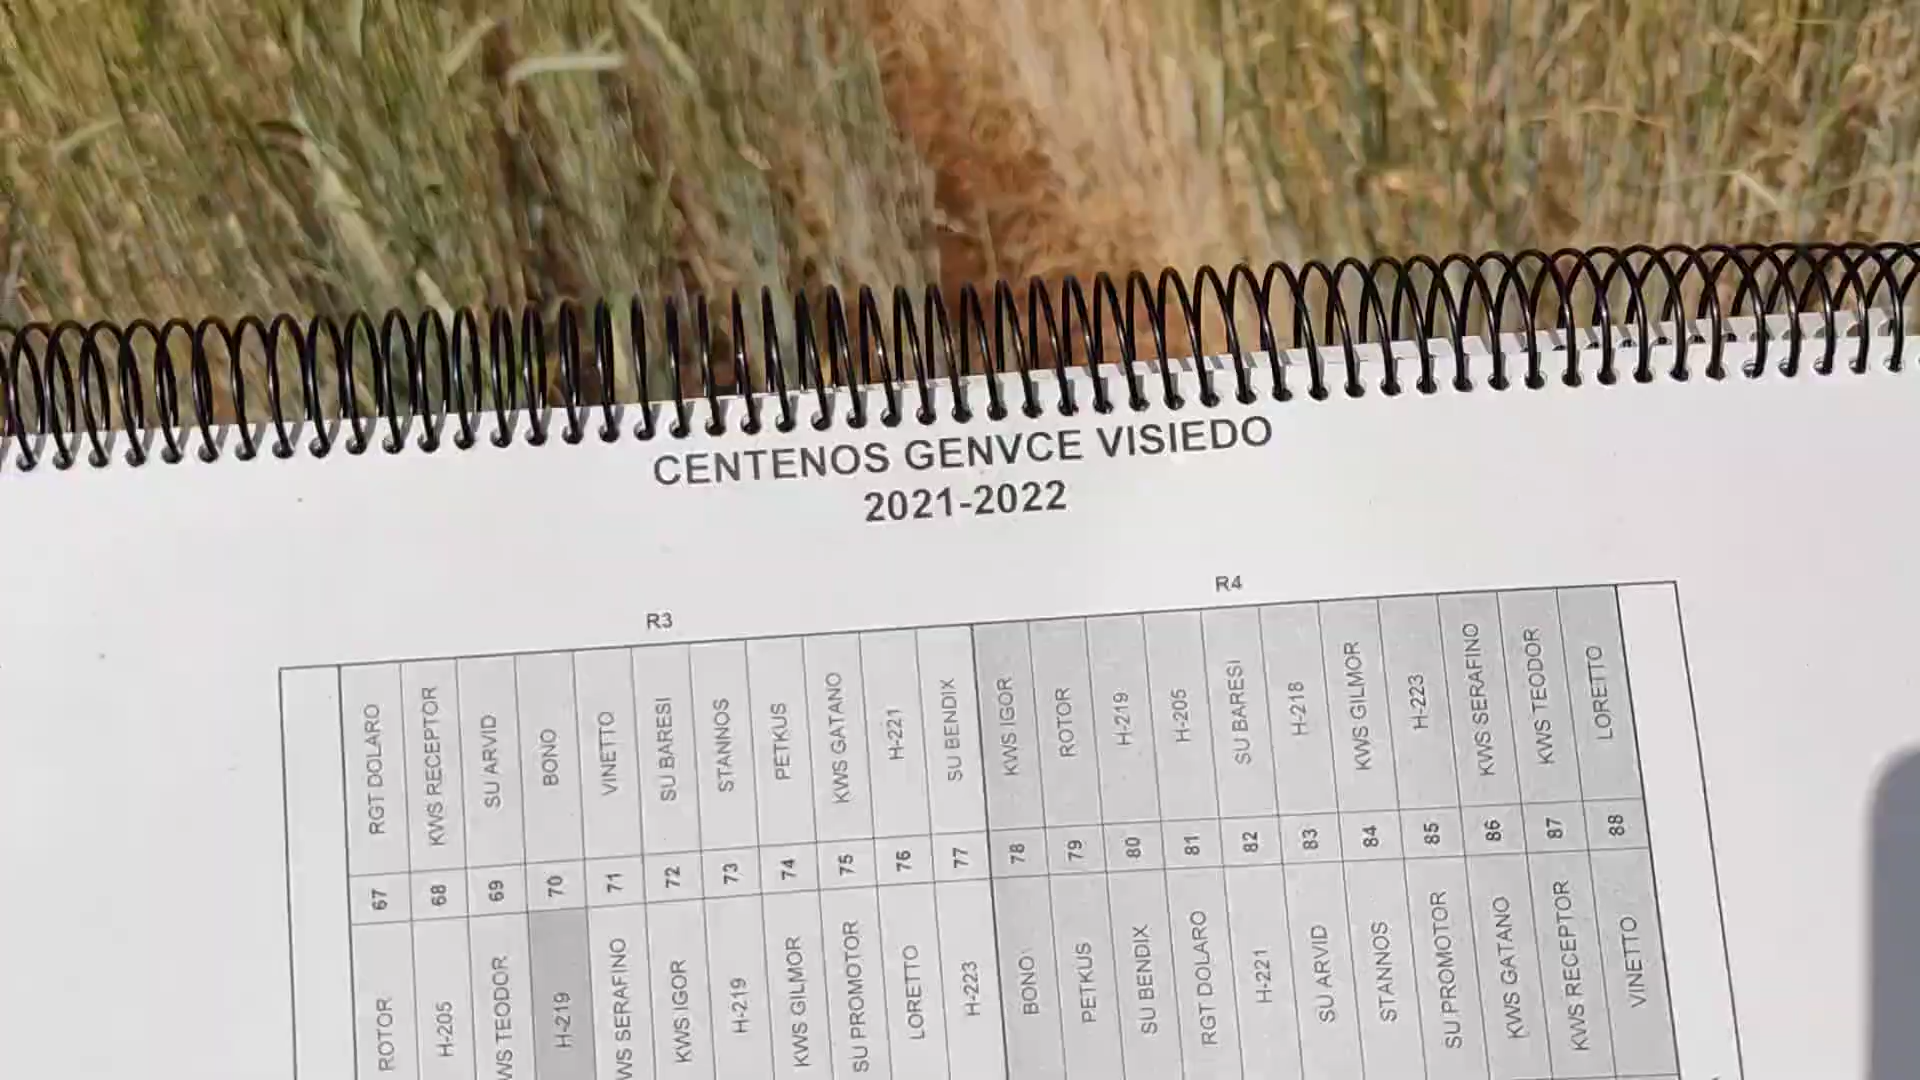 CENTENOS GENVCE VISIEDO
2021-2022
R3
R4
RGT DOLARO
KWS RECEPTOR
SU ARVID
BONO
VINETTO
SU BARESI
STANNOS
PETKUS
KWS GATANO
H-221
SU BENDIX
KWS IGOR
ROTOR
H-219
H-205
SU BARESI
H-218
KWS GILMOR
H-223
KWS SERAFINO
KWS TEODOR
LORETTO
67
68
69
70
71
72
73
74
75
76
77
78
79
80
81
82
83
84
85
86
87
88
ROTOR
H-205
WS TEODOR
H-219
WS SERAFINO
KWS IGOR
H-219
KWS GILMOR
SU PROMOTOR
LORETTO
H-223
BONO
PETKUS
SU BENDIX
RGT DOLARO
H-221
SU ARVID
STANNOS
SU PROMOTOR
KWS GATANO
KWS RECEPTOR
VINETTO